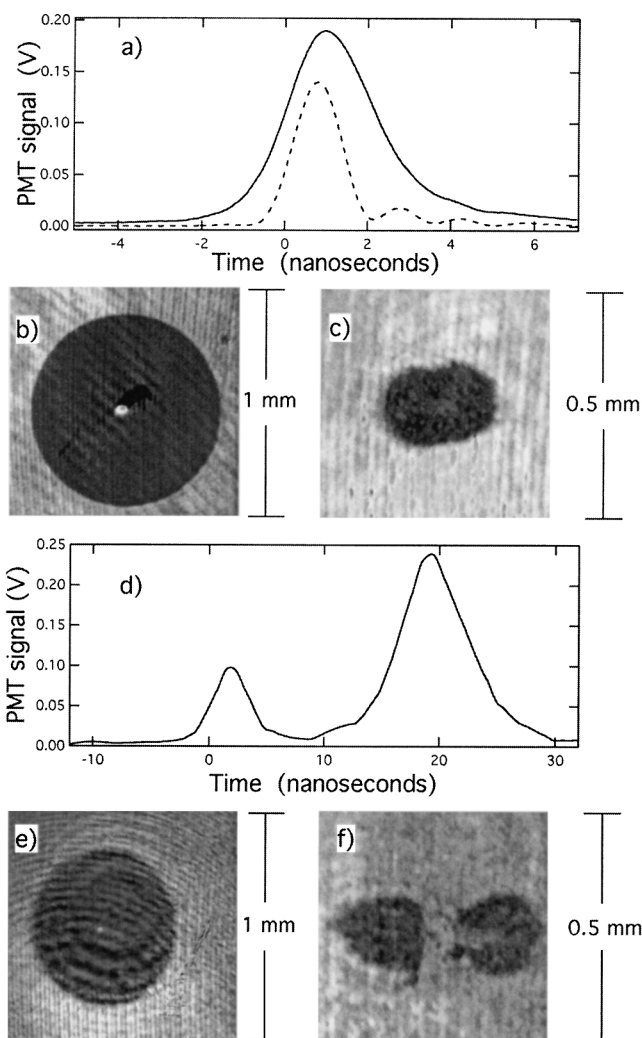 a)
PMT signal (V)
0.20
0.15
0.10
0.05
0.00
-4
-2
0
2
4
6
Time (nanoseconds)
b)
1 mm
c)
0.5 mm
d)
PMT signal (V)
0.25
0.20
0.15
0.10
0.05
0.00
-10
0
10
20
30
Time (nanoseconds)
e)
1 mm
f)
0.5 mm